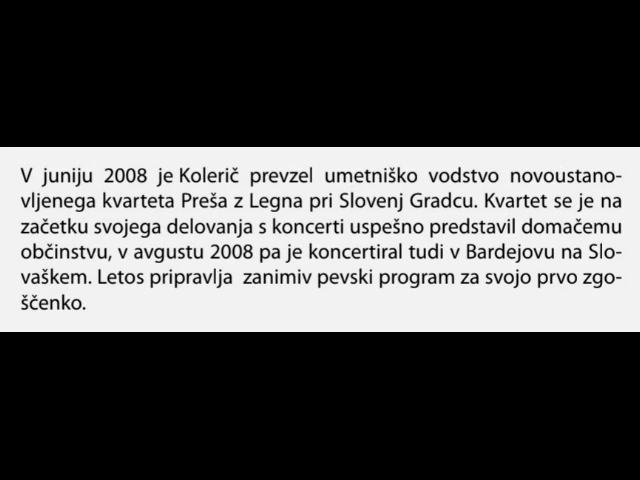 V juniju 2008 je Kolerič prevzel umetniško vodstvo novoustano-
vljenega kvarteta Preša z Legna pri Slovenj Gradcu. Kvartet se je na
začetku svojega delovanja s koncerti uspešno predstavil domačemu
občinstvu, v avgustu 2008 pa je koncertiral tudi v Bardejovu na Slo-
vaškem. Letos pripravlja zanimiv pevski program za svojo prvo zgo-
ščenko.